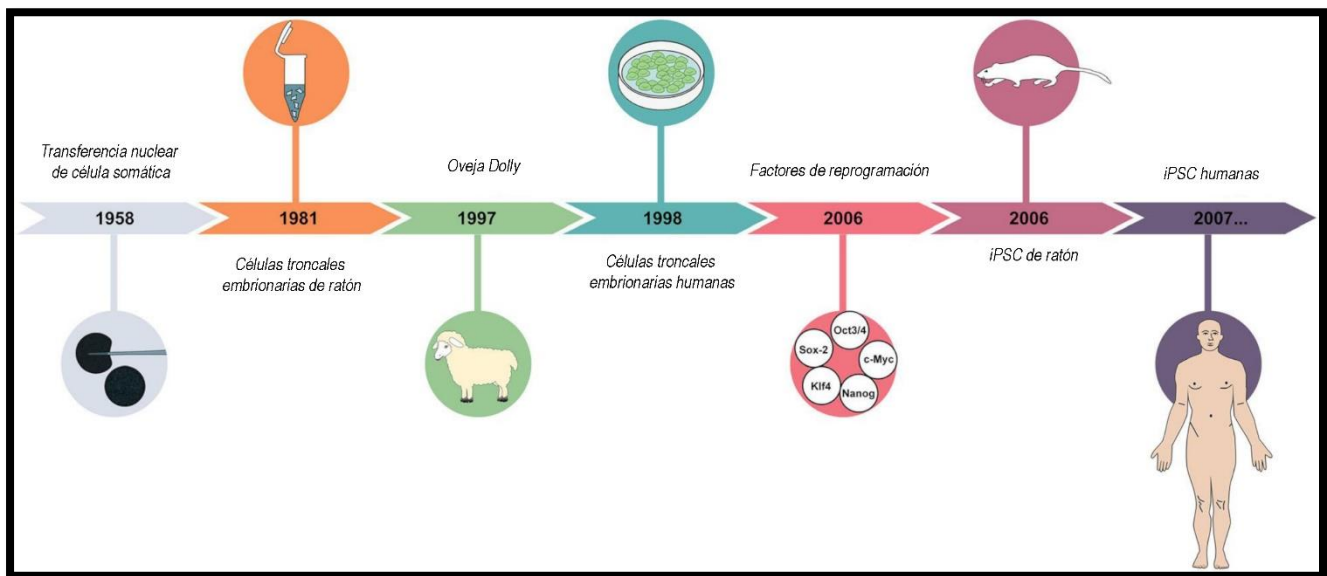 Transferencia nuclear
de célula somática
Oveja Dolly
Factores de reprogramación
iPSC humanas
1958
1981
1997
1998
2006
2006
2007...
Células troncales
embrionarias de ratón
Células troncales
embrionarias humanas
iPSC de ratón
Oct3/4
Sox-2
c-Myc
Klf4
Nanog